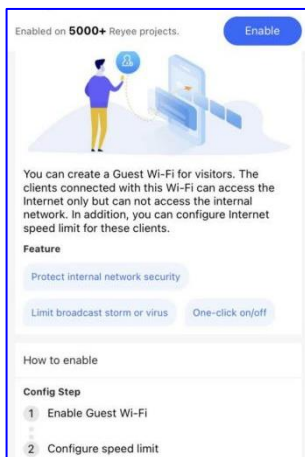 Enabled on 5000+ Reyee projects.
Enable
You can create a Guest Wi-Fi for visitors. The
clients connected with this Wi-Fi can access the
Internet only but can not access the internal
network. In addition, you can configure Internet
speed limit for these clients.
Feature
Protect internal network security
Limit broadcast storm or virus
One-click on/off
How to enable
Config Step
1 Enable Guest Wi-Fi
2 Configure speed limit